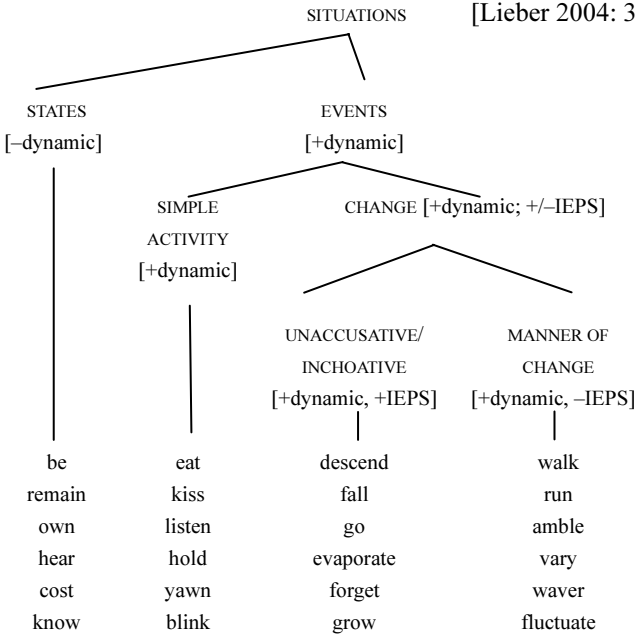 SITUATIONS [Lieber 2004: 3
STATES EVENTS
[–dynamic] [+dynamic]
SIMPLE CHANGE [+dynamic; +/–IEPS]
ACTIVITY
[+dynamic]
UNACCUSATIVE/ MANNER OF
INCHOATIVE CHANGE
[+dynamic, +IEPS] [+dynamic, –IEPS]
be eat descend walk
remain kiss fall run
own listen go amble
hear hold evaporate vary
cost yawn forget waver
know blink grow fluctuate